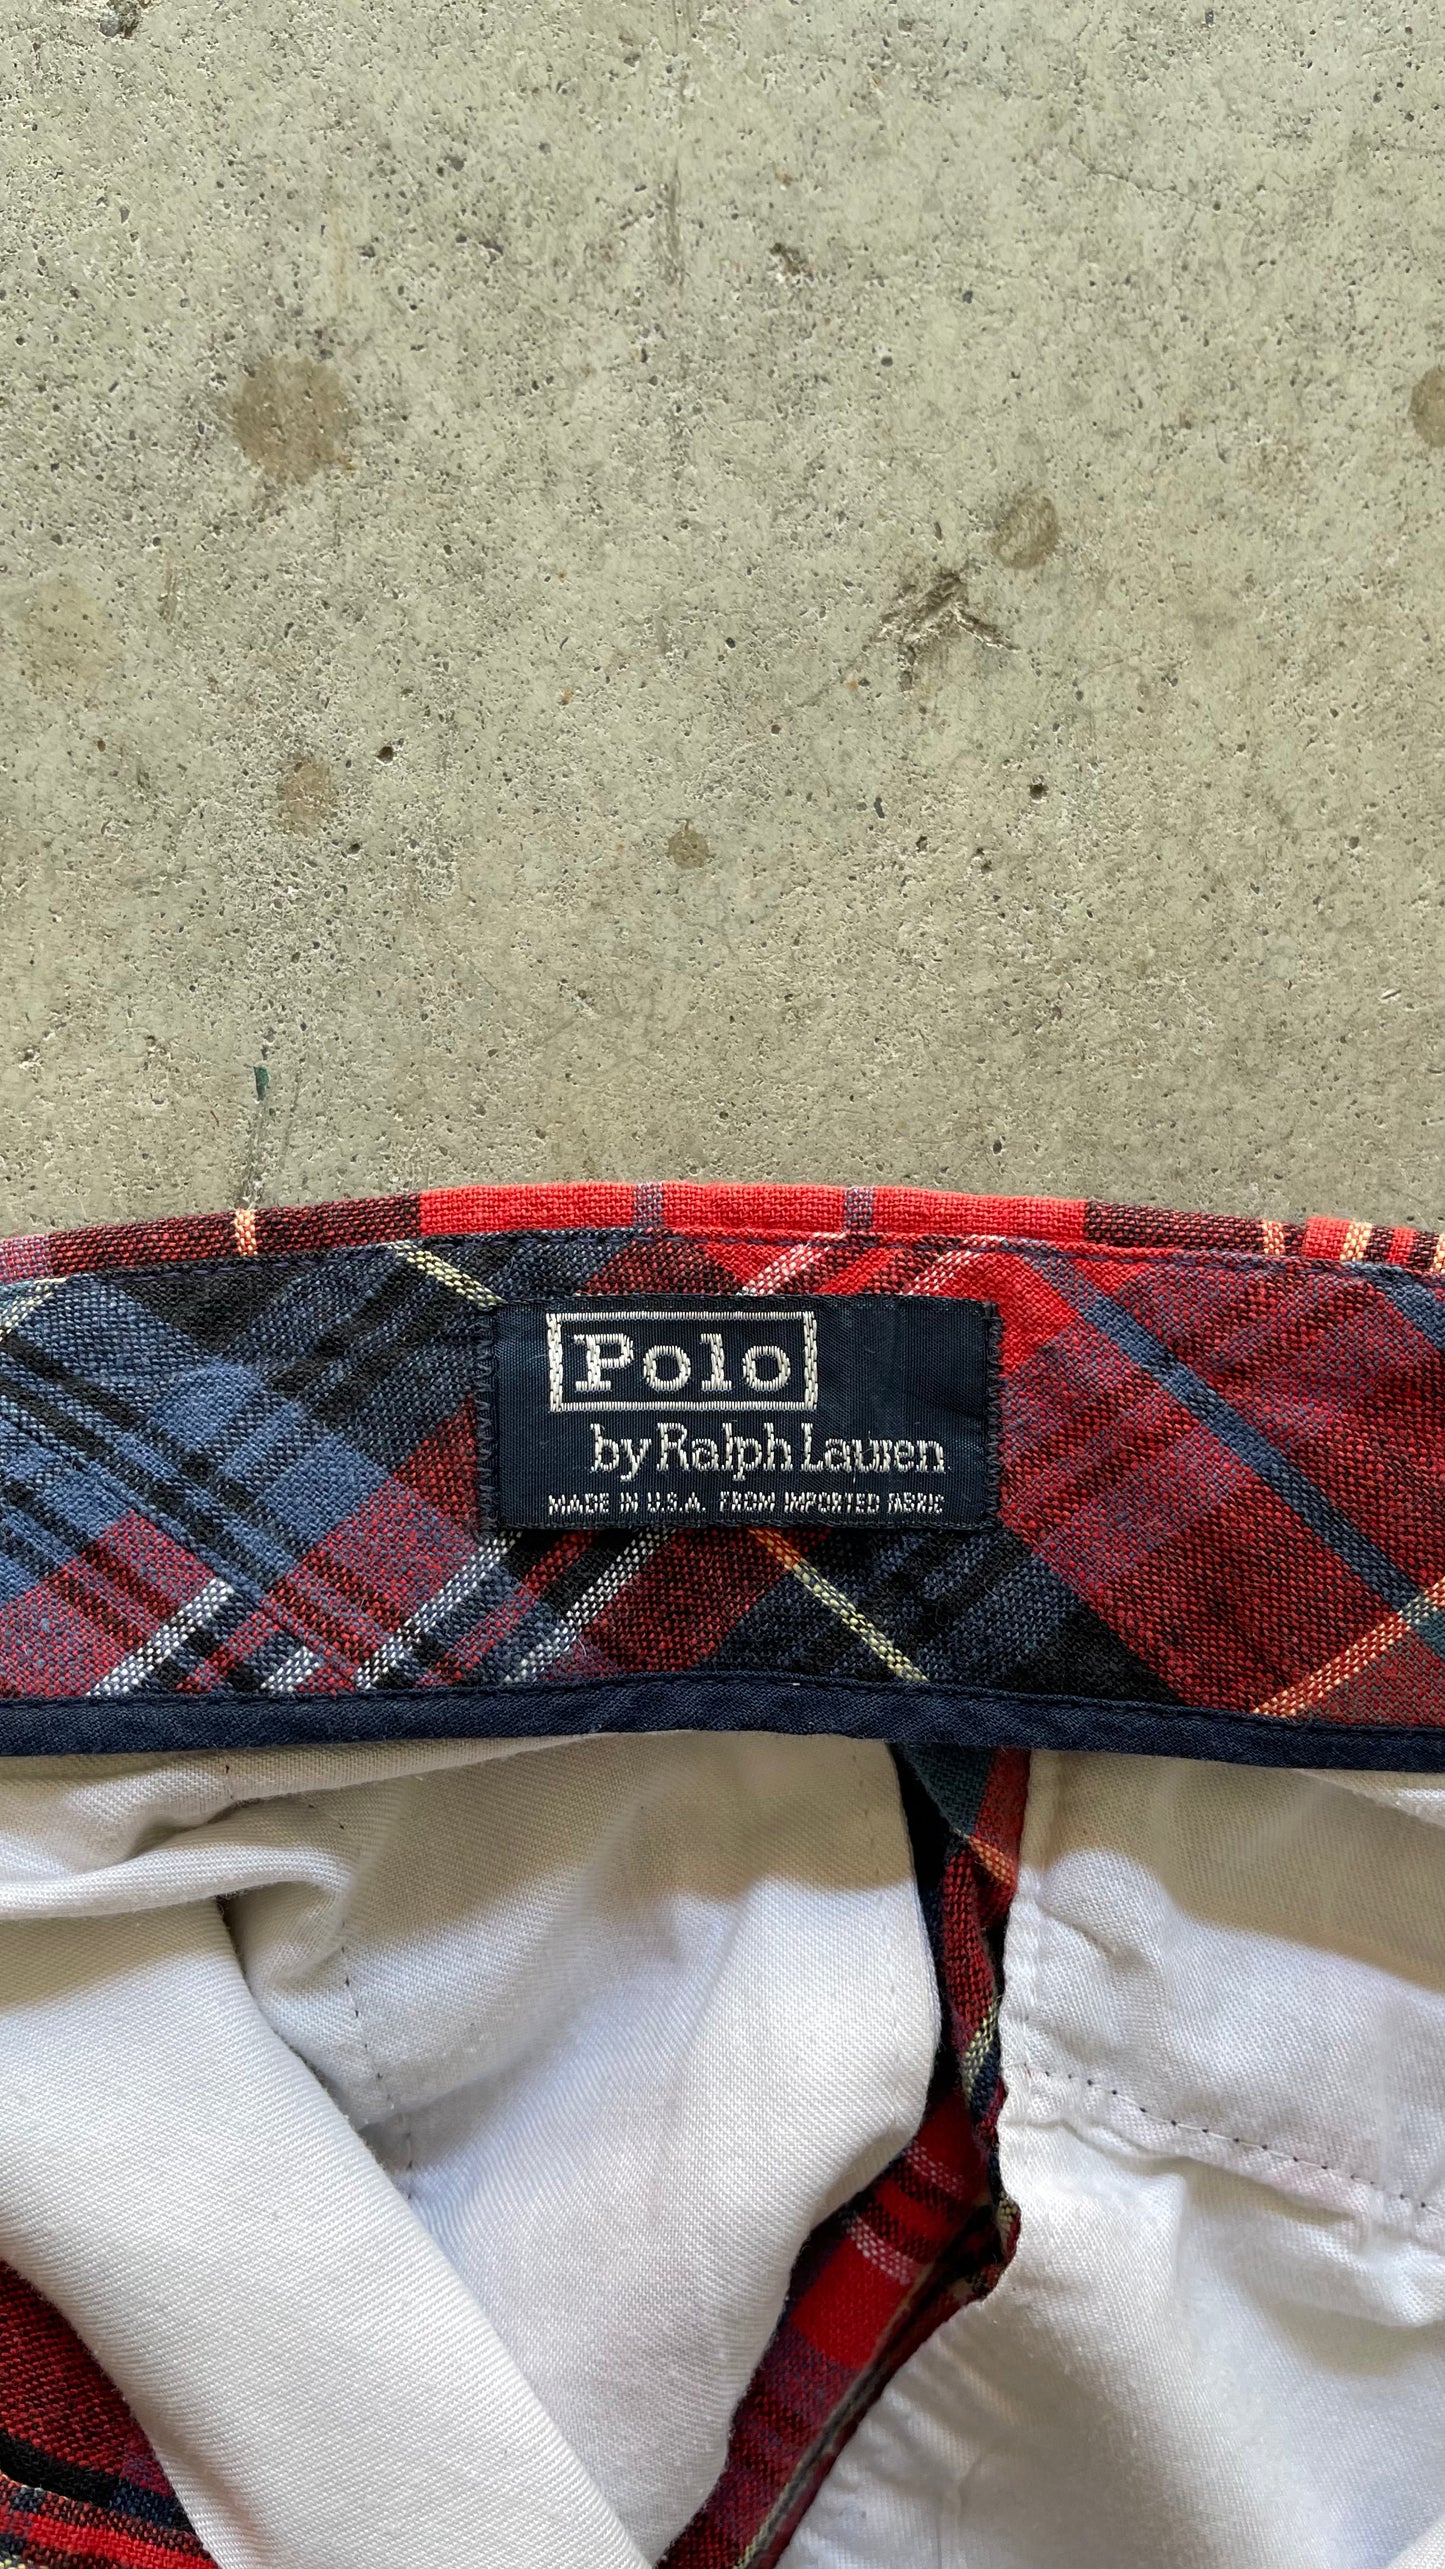 Polo
by Ralph Lauren
MADE IN U.S.A. FROM IMPORTED FABRIC